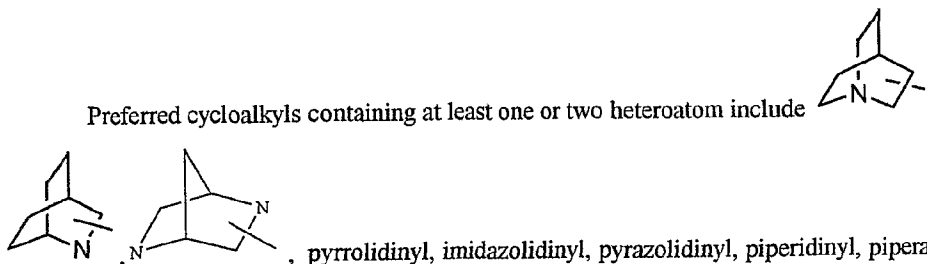 Preferred cycloalkyls containing at least one or two heteroatom include
N
N , N N , pyrrolidinyl, imidazolidinyl, pyrazolidinyl, piperidinyl, pipera